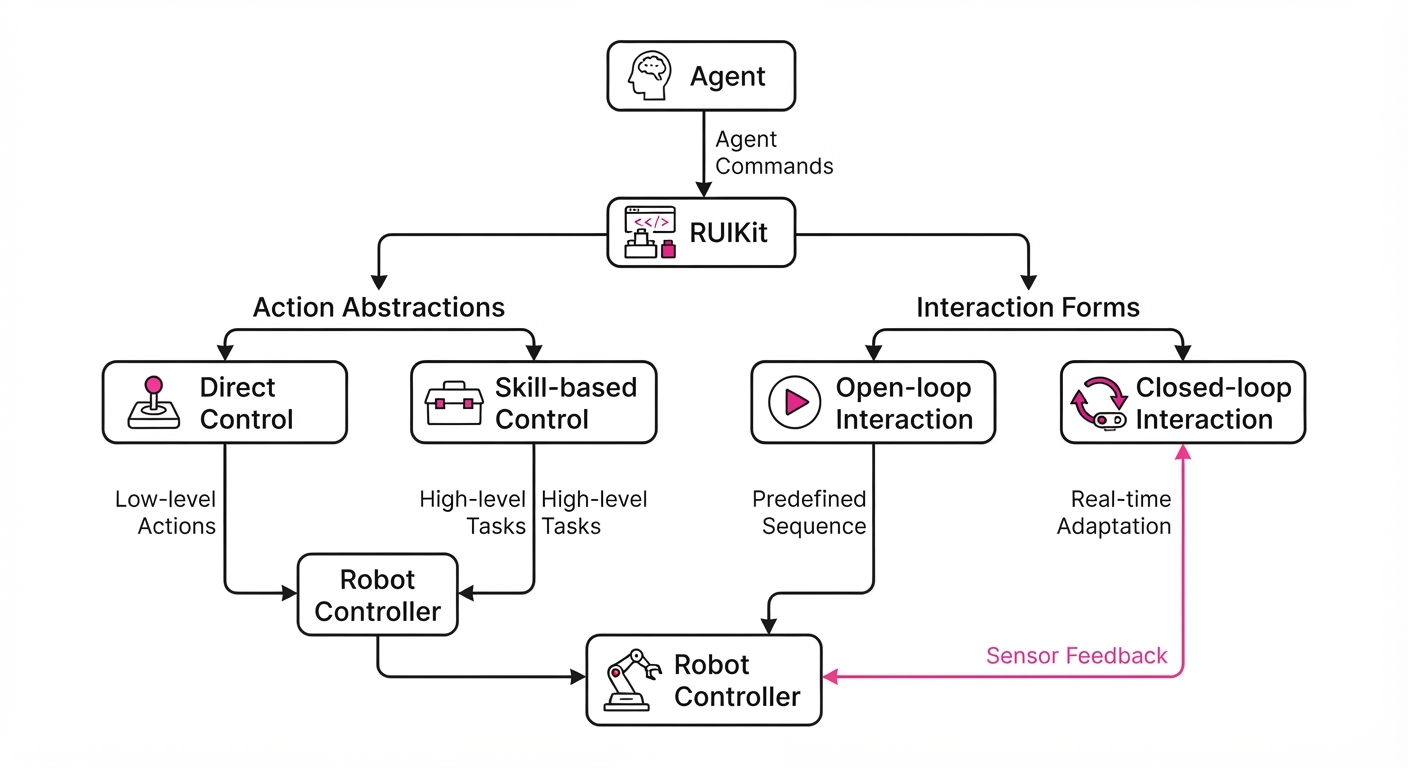 Agent
Agent
Commands
<</>
RUIKit
Action Abstractions
Interaction Forms
Direct
Control
Skill-based
Control
Open-loop
Interaction
Closed-loop
Interaction
Low-level
Actions
High-level
Tasks
High-level
Tasks
Predefined
Sequence
Real-time
Adaptation
Robot
Controller
Sensor Feedback
Robot
Controller